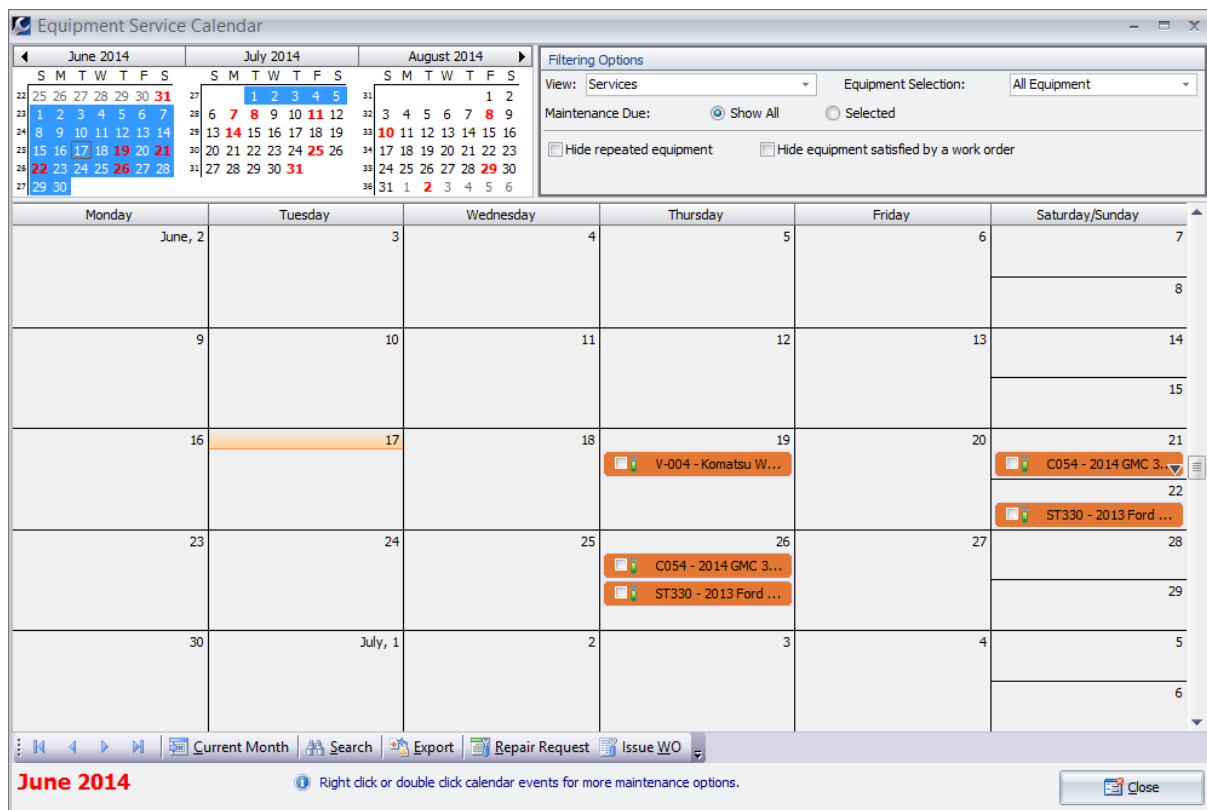 Equipment Service Calendar
June 2014 July 2014 August 2014
S M T W T F S S M T W T F S S M T W T F S
22 25 26 27 28 29 30 31 27 1 2 3 4 5 31 1 2
23 1 2 3 4 5 6 7 28 6 7 8 9 10 11 12 32 3 4 5 6 7 8 9
24 8 9 10 11 12 13 14 29 13 14 15 16 17 18 19 33 10 11 12 13 14 15 16
25 15 16 17 18 19 20 21 30 20 21 22 23 24 25 26 34 17 18 19 20 21 22 23
26 22 23 24 25 26 27 28 31 27 28 29 30 31 35 24 25 26 27 28 29 30
27 29 30 36 31 1 2 3 4 5 6
Filtering Options
View: Services Equipment Selection: All Equipment
Maintenance Due: Show All Selected
Hide repeated equipment Hide equipment satisfied by a work order
Monday Tuesday Wednesday Thursday Friday Saturday/Sunday
June, 2 3 4 5 6 7
8
9 10 11 12 13 14
15
16 17 18 19 20 21
V-004 - Komatsu W... C054 - 2014 GMC 3...
22
ST330 - 2013 Ford ...
23 24 25 26 27 28
C054 - 2014 GMC 3...
ST330 - 2013 Ford ... 29
30 July, 1 2 3 4 5
6
Current Month Search Export Repair Request Issue WO
June 2014 Right click or double click calendar events for more maintenance options. Close